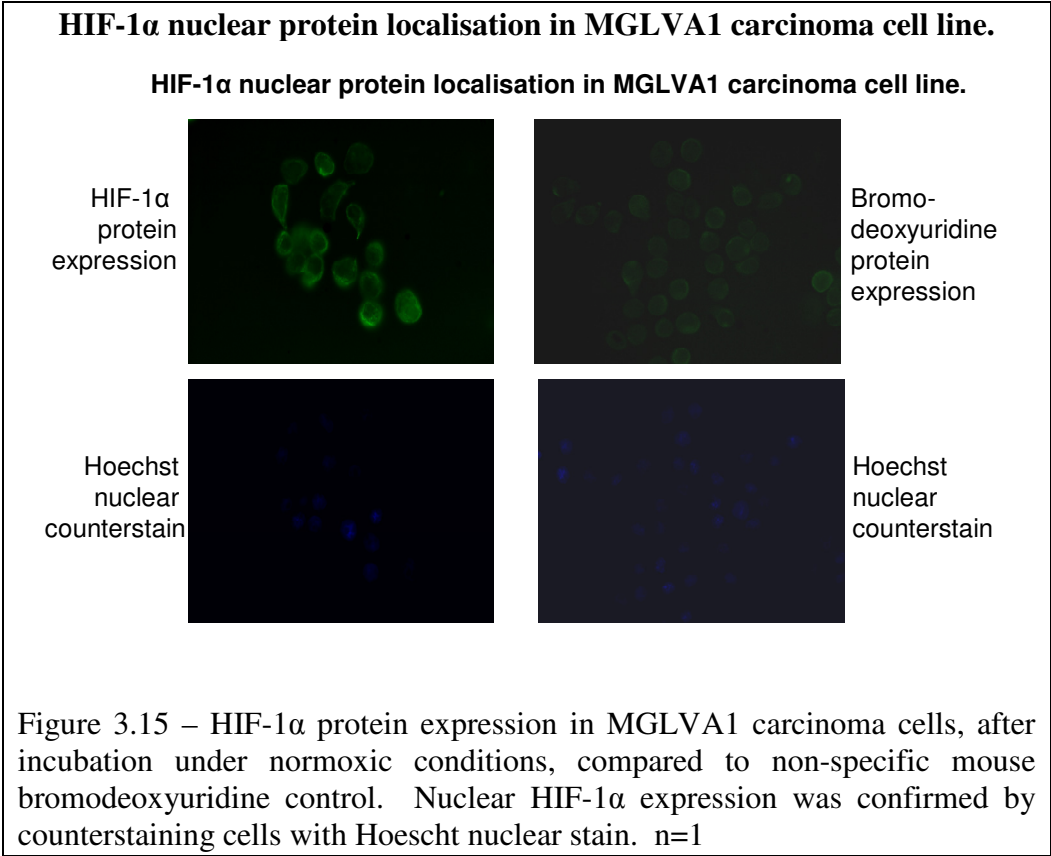 HIF-1α nuclear protein localisation in MGLVA1 carcinoma cell line.
HIF-1α nuclear protein localisation in MGLVA1 carcinoma cell line.
HIF-1α
protein
expression
Bromo-
deoxyuridine
protein
expression
Hoechst
nuclear
counterstain
Hoechst
nuclear
counterstain
Figure 3.15 – HIF-1α protein expression in MGLVA1 carcinoma cells, after
incubation under normoxic conditions, compared to non-specific mouse
bromodeoxyuridine control. Nuclear HIF-1α expression was confirmed by
counterstaining cells with Hoescht nuclear stain. n=1